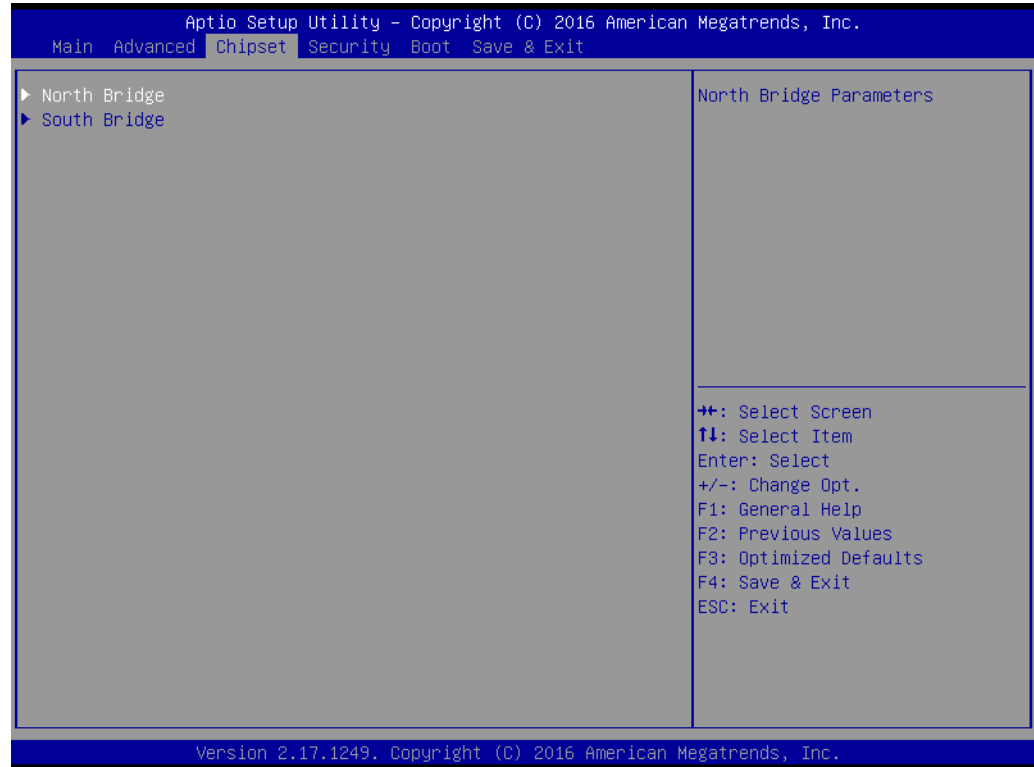 Aptio Setup Utility – Copyright (C) 2016 American Megatrends, Inc.
Main Advanced Chipset Security Boot Save & Exit
North Bridge
South Bridge
North Bridge Parameters
→←: Select Screen
↑↓: Select Item
Enter: Select
+/-: Change Opt.
F1: General Help
F2: Previous Values
F3: Optimized Defaults
F4: Save & Exit
ESC: Exit
Version 2.17.1249. Copyright (C) 2016 American Megatrends, Inc.